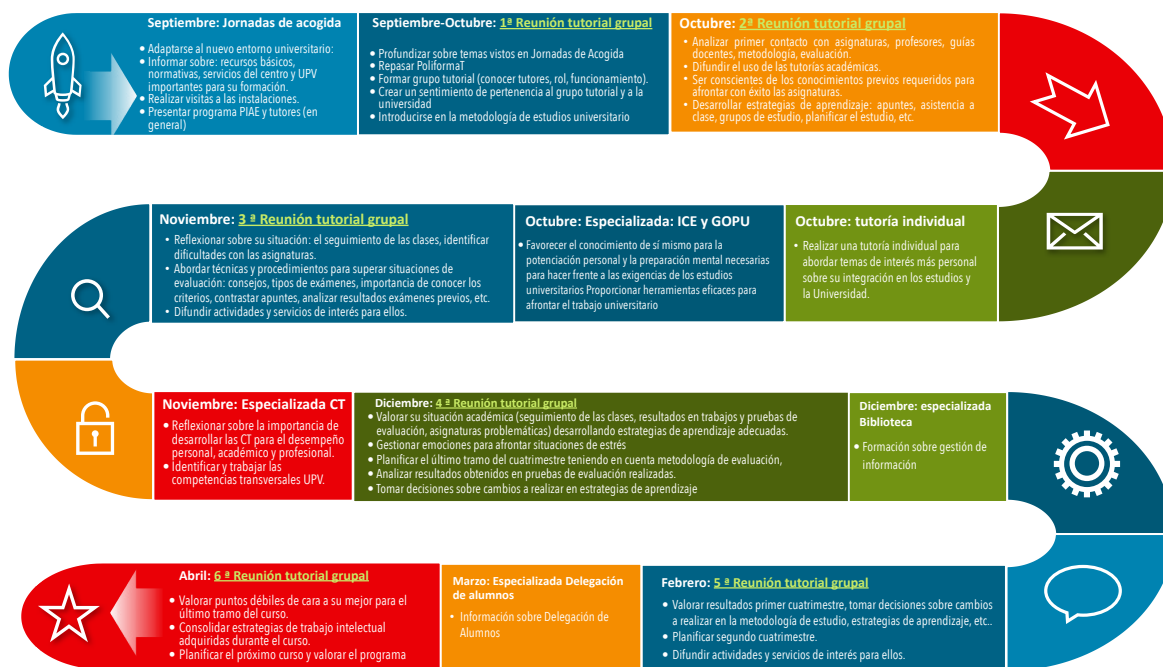 Septiembre: Jornadas de acogida
• Adaptarse al nuevo entorno universitario:
• Informar sobre: recursos básicos,
normativas, servicios del centro y UPV
importantes para su formación.
• Realizar visitas a las instalaciones.
• Presentar programa PIAE y tutores (en
general)
Septiembre-Octubre: 1ª Reunión tutorial grupal
• Profundizar sobre temas vistos en Jornadas de Acogida
• Repasar PoliformaT
• Formar grupo tutorial (conocer tutores, rol, funcionamiento).
• Crear un sentimiento de pertenencia al grupo tutorial y a la
universidad
• Introducirse en la metodología de estudios universitario
Octubre: 2ª Reunión tutorial grupal
• Analizar primer contacto con asignaturas, profesores, guías
docentes, metodología, evaluación.
• Difundir el uso de las tutorías académicas.
• Ser conscientes de los conocimientos previos requeridos para
afrontar con éxito las asignaturas.
• Desarrollar estrategias de aprendizaje: apuntes, asistencia a
clase, grupos de estudio, planificar el estudio, etc.
Octubre: tutoría individual
• Realizar una tutoría individual para
abordar temas de interés más personal
sobre su integración en los estudios y
la Universidad.
Octubre: Especializada: ICE y GOPU
• Favorecer el conocimiento de sí mismo para la
potenciación personal y la preparación mental necesarias
para hacer frente a las exigencias de los estudios
universitarios Proporcionar herramientas eficaces para
afrontar el trabajo universitario
Noviembre: 3 ª Reunión tutorial grupal
• Reflexionar sobre su situación: el seguimiento de las clases, identificar
dificultades con las asignaturas.
• Abordar técnicas y procedimientos para superar situaciones de
evaluación: consejos, tipos de exámenes, importancia de conocer los
criterios, contrastar apuntes, analizar resultados exámenes previos, etc.
• Difundir actividades y servicios de interés para ellos.
Noviembre: Especializada CT
• Reflexionar sobre la importancia de
desarrollar las CT para el desempeño
personal, académico y profesional.
• Identificar y trabajar las
competencias transversales UPV.
Diciembre: 4 ª Reunión tutorial grupal
• Valorar su situación académica (seguimiento de las clases, resultados en trabajos y pruebas de
evaluación, asignaturas problemáticas) desarrollando estrategias de aprendizaje adecuadas.
• Gestionar emociones para afrontar situaciones de estrés
• Planificar el último tramo del cuatrimestre teniendo en cuenta metodología de evaluación,
• Analizar resultados obtenidos en pruebas de evaluación realizadas.
• Tomar decisiones sobre cambios a realizar en estrategias de aprendizaje
Diciembre: especializada
Biblioteca
• Formación sobre gestión de
información
Febrero: 5 ª Reunión tutorial grupal
• Valorar resultados primer cuatrimestre, tomar decisiones sobre cambios
a realizar en la metodología de estudio, estrategias de aprendizaje, etc..
• Planificar segundo cuatrimestre.
• Difundir actividades y servicios de interés para ellos.
Marzo: Especializada Delegación
de alumnos
• Información sobre Delegación de
Alumnos
Abril: 6 ª Reunión tutorial grupal
• Valorar puntos débiles de cara a su mejor para el
último tramo del curso.
• Consolidar estrategias de trabajo intelectual
adquiridas durante el curso.
• Planificar el próximo curso y valorar el programa